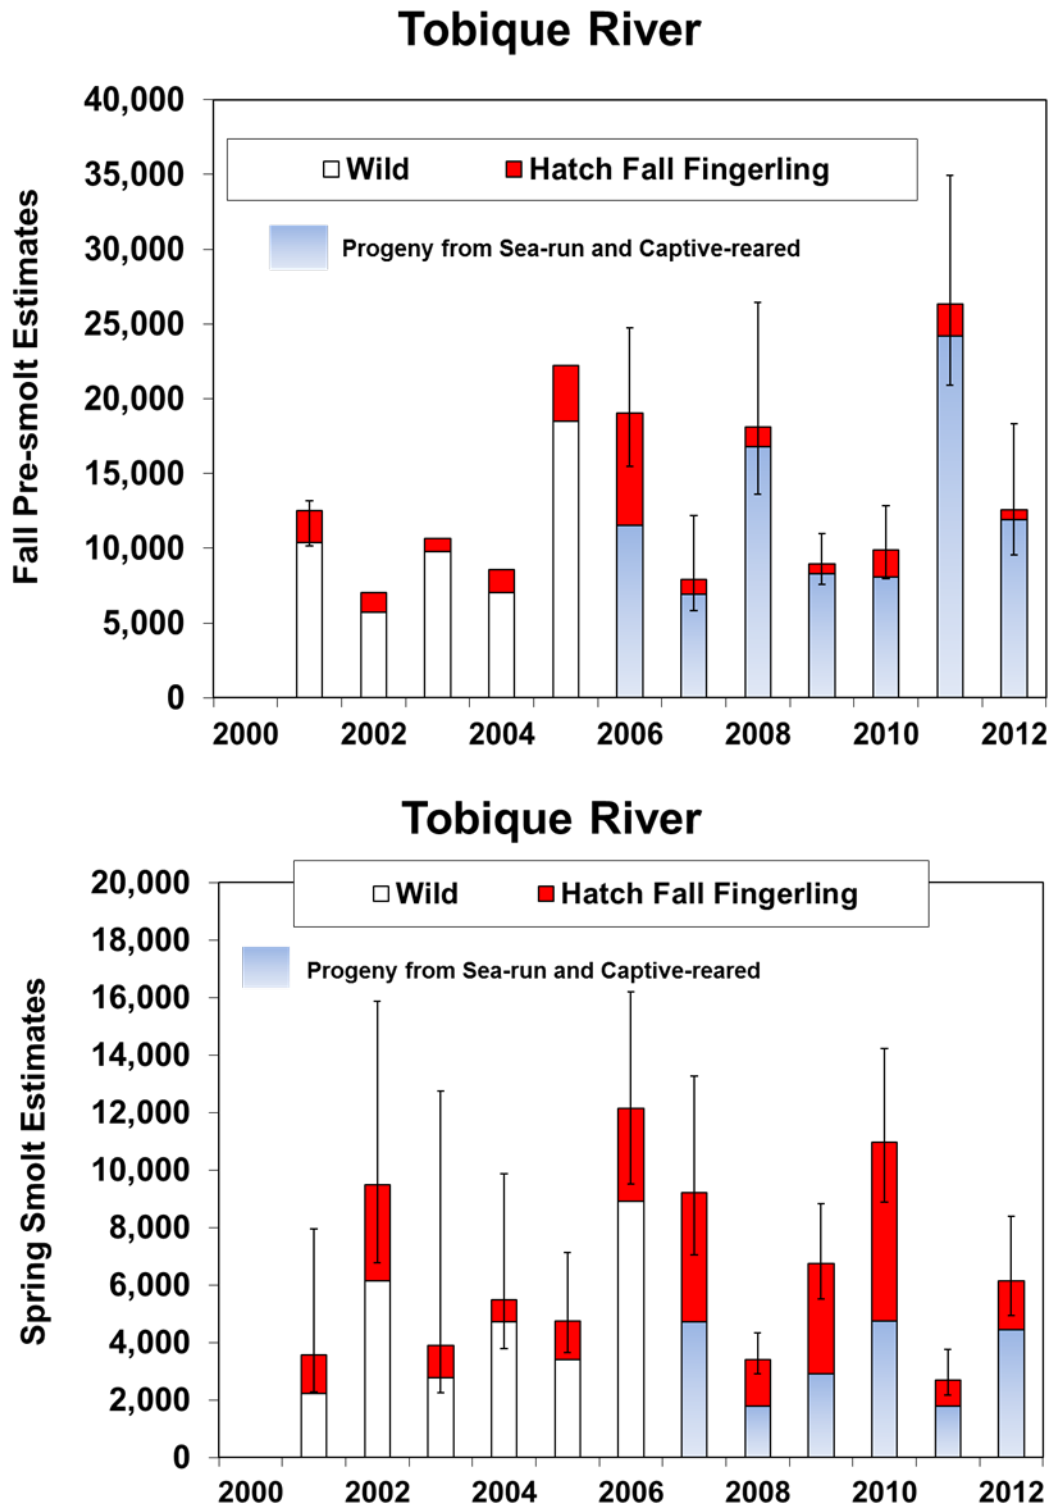 Tobique River
Fall Pre-smolt Estimates
40,000
35,000
30,000
25,000
20,000
15,000
10,000
5,000
0
Wild Hatch Fall Fingerling
Progeny from Sea-run and Captive-reared
2000 2002 2004 2006 2008 2010 2012
Tobique River
Spring Smolt Estimates
20,000
18,000
16,000
14,000
12,000
10,000
8,000
6,000
4,000
2,000
0
Wild Hatch Fall Fingerling
Progeny from Sea-run and Captive-reared
2000 2002 2004 2006 2008 2010 2012